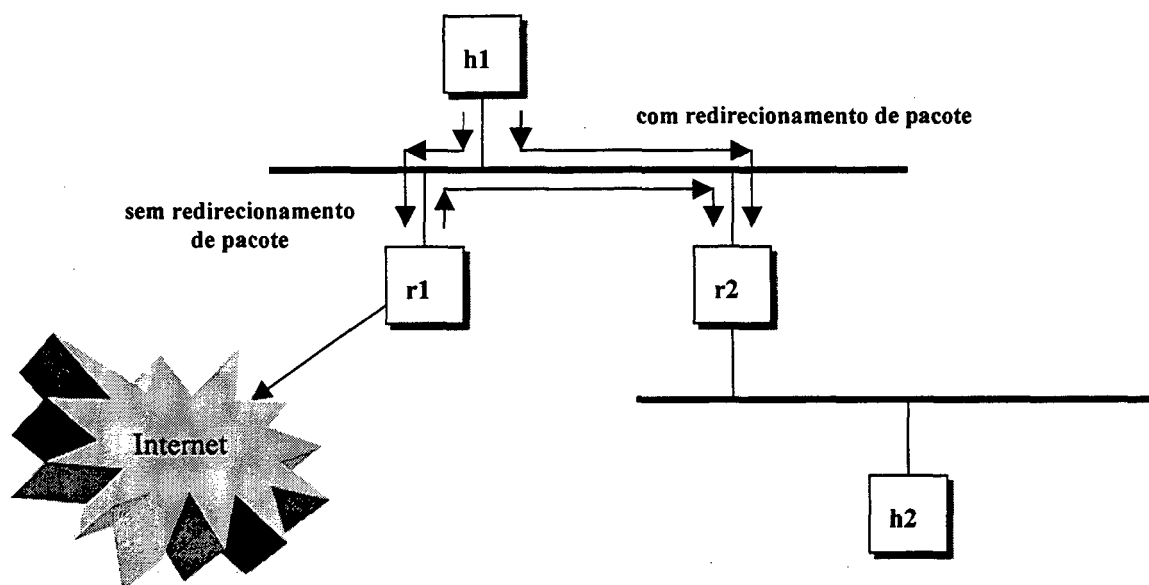 h1
com redirecionamento de pacote
sem redirecionamento
de pacote
r1
r2
Internet
h2